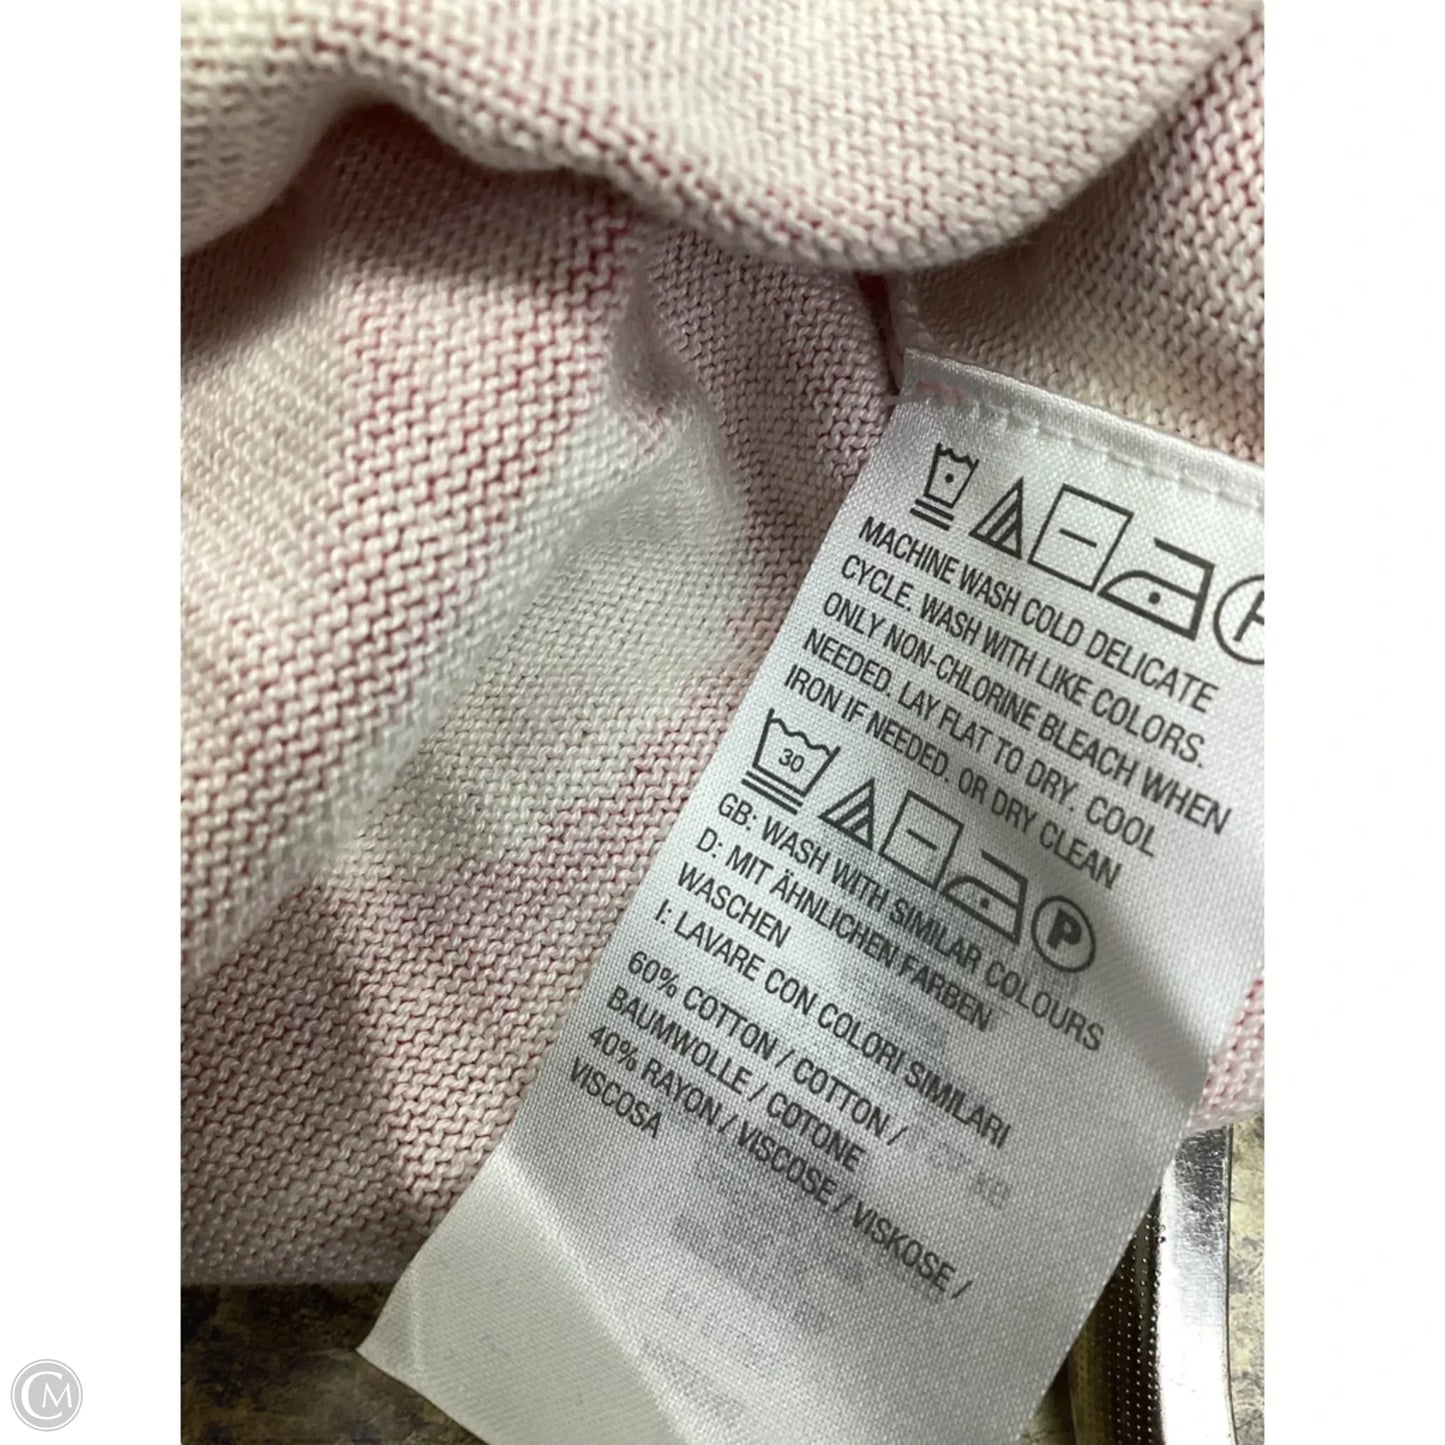 MACHINE WASH COLD DELICATE
CYCLE. WASH WITH LIKE COLORS.
ONLY NON-CHLORINE BLEACH WHEN
NEEDED. LAY FLAT TO DRY. COOL
IRON IF NEEDED. OR DRY CLEAN
30
P
GB: WASH WITH SIMILAR COLOURS
D: MIT ÄHNLICHEN FARBEN
WASCHEN
I: LAVARE CON COLORI SIMILARI
60% COTTON / COTTON /
BAUMWOLLE / COTONE
40% RAYON / VISCOSE / VISKOSE /
VISCOSA
CM